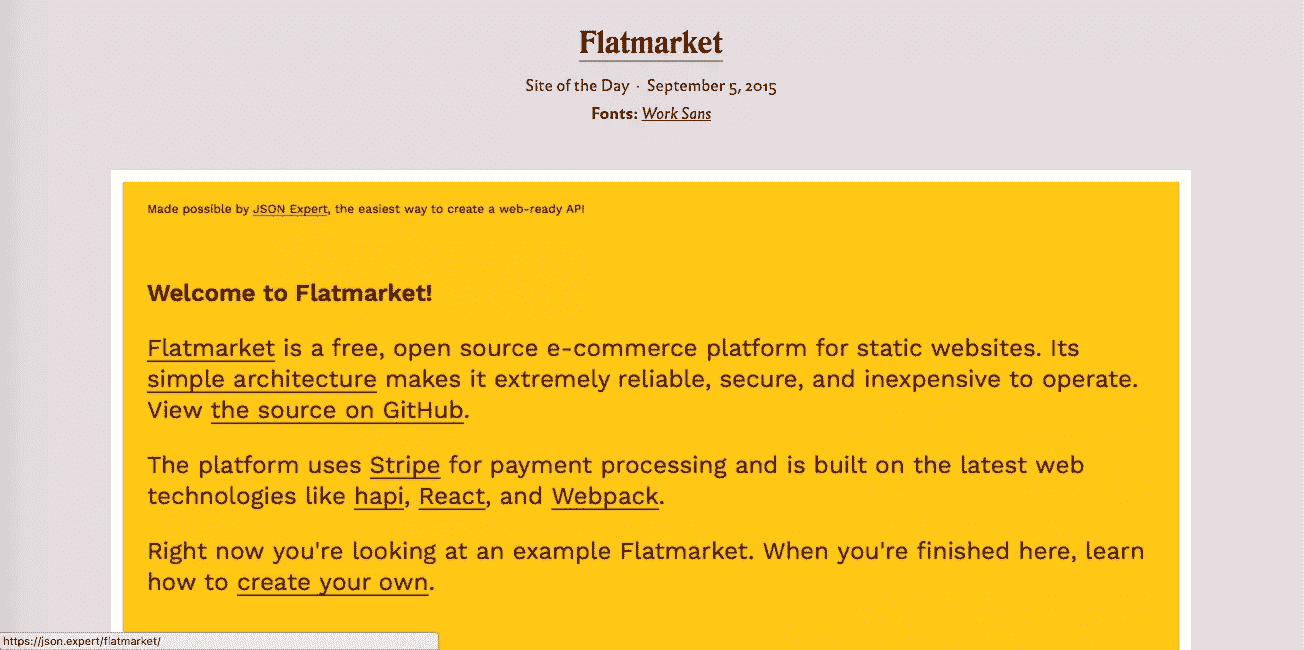 Flatmarket
Site of the Day · September 5, 2015
Fonts: Work Sans
Made possible by JSON Expert, the easiest way to create a web-ready API
Welcome to Flatmarket!
Flatmarket is a free, open source e-commerce platform for static websites. Its
simple architecture makes it extremely reliable, secure, and inexpensive to operate.
View the source on GitHub.
The platform uses Stripe for payment processing and is built on the latest web
technologies like hapi, React, and Webpack.
Right now you're looking at an example Flatmarket. When you're finished here, learn
how to create your own.
https://json.expert/flatmarket/